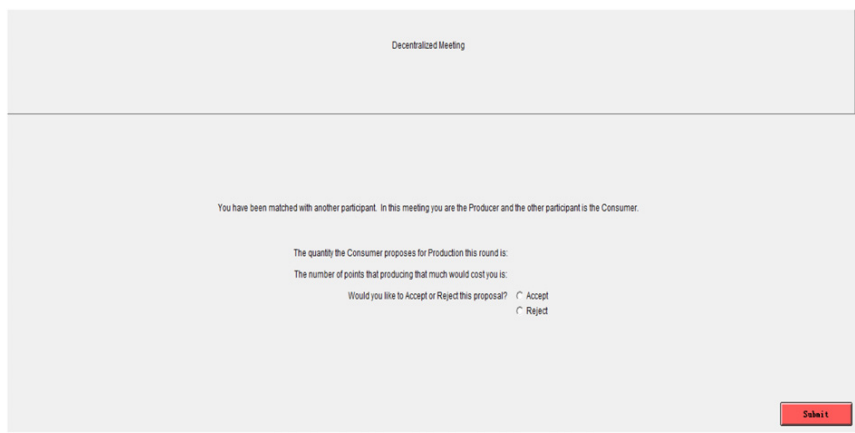 Decentralized Meeting
You have been matched with another participant. In this meeting you are the Producer and the other participant is the Consumer.
The quantity the Consumer proposes for Production this round is:
The number of points that producing that much would cost you is:
Would you like to Accept or Reject this proposal? Accept
Reject
Submit